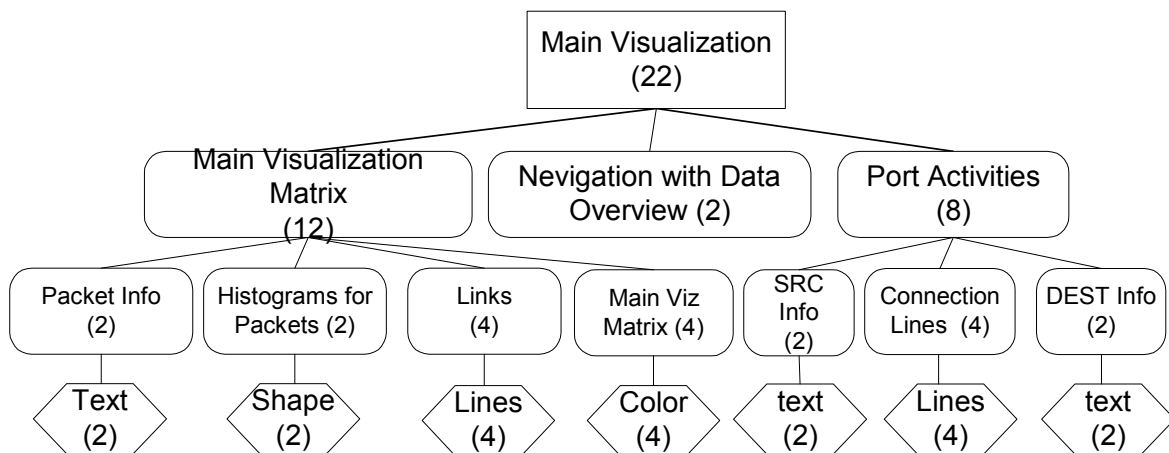 Main Visualization
(22)
Main Visualization
Matrix
(12)
Nevigation with Data
Overview (2)
Port Activities
(8)
Packet Info
(2)
Histograms for
Packets (2)
Links
(4)
Main Viz
Matrix (4)
SRC
Info
(2)
Connection
Lines (4)
DEST Info
(2)
Text
(2)
Shape
(2)
Lines
(4)
Color
(4)
text
(2)
Lines
(4)
text
(2)